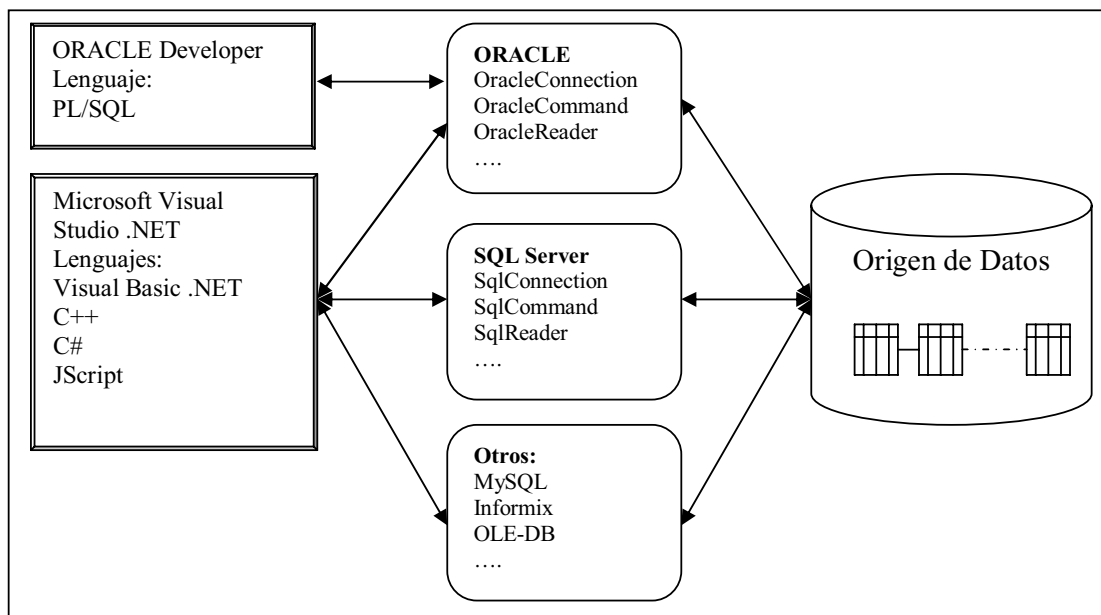 ORACLE Developer
Lenguaje:
PL/SQL
Microsoft Visual
Studio .NET
Lenguajes:
Visual Basic .NET
C++
C#
JScript
ORACLE
OracleConnection
OracleCommand
OracleReader
….
SQL Server
SqlConnection
SqlCommand
SqlReader
….
Otros:
MySQL
Informix
OLE-DB
….
Origen de Datos